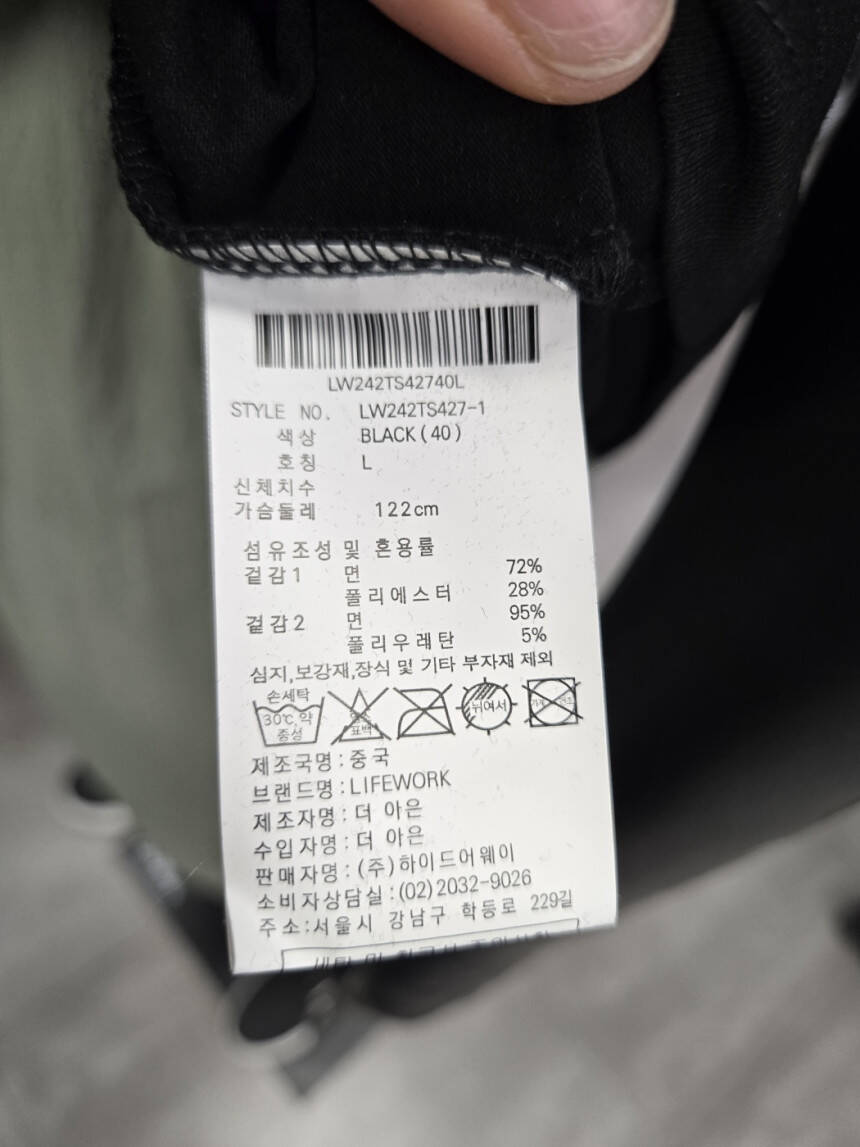 LW242TS42740L
STYLE NO. LW242TS427-1
색상 BLACK(40)
호칭 L
신체치수
가슴둘레 122cm
섬유조성 및 혼용률
겉감1 면 72%
폴리에스터 28%
겉감2 면 95%
폴리우레탄 5%
심지,보강재,장식 및 기타 부자재 제외
손세탁
30℃,약 표백 뉘여서
중성
제조국명:중국
브랜드명:LIFEWORK
제조자명:더 아은
수입자명:더 아은
판매자명:(주)하이드어웨이
소비자상담실:(02)2032-9026
주소:서울시 강남구 학동로 229길